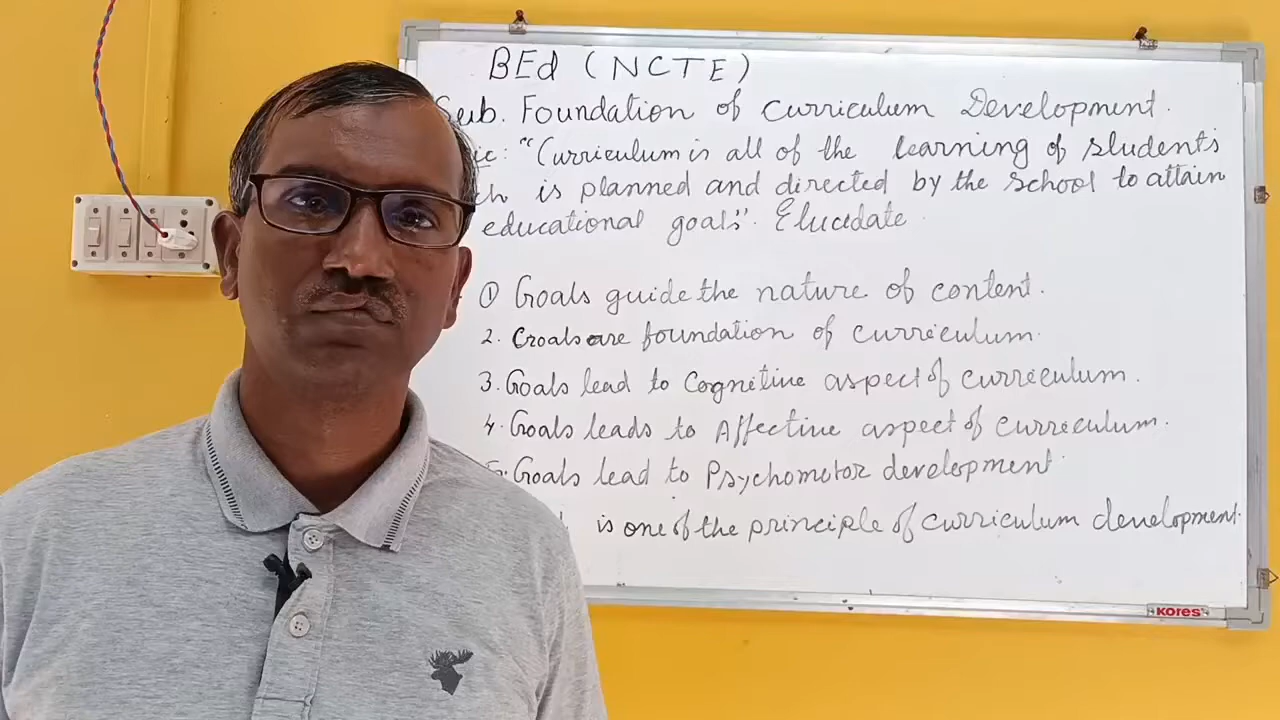 BEd (NCTE)
Sub. Foundation of Curriculum Development.
"Curriculum is all of the learning of students
is planned and directed by the school to attain
educational goals". Elucidate
① Goals guide the nature of content.
2. Goals are foundation of curriculum.
3. Goals lead to Cognitive aspect of curriculum.
4. Goals leads to Affective aspect of curriculum.
5. Goals lead to Psychomotor development
is one of the principle of curriculum development.
KORES